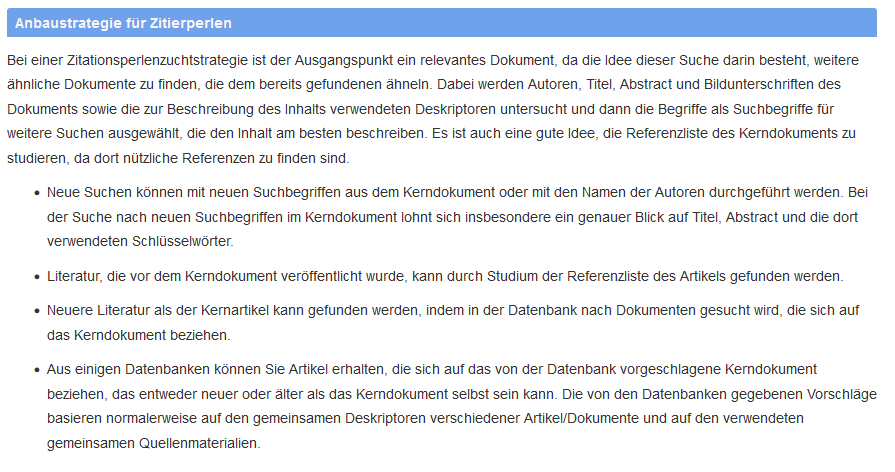 Anbaustrategie für Zitierperlen
Bei einer Zitationsperlenzuchtstrategie ist der Ausgangspunkt ein relevantes Dokument, da die Idee dieser Suche darin besteht, weitere
ähnliche Dokumente zu finden, die dem bereits gefundenen ähneln. Dabei werden Autoren, Titel, Abstract und Bildunterschriften des
Dokuments sowie die zur Beschreibung des Inhalts verwendeten Deskriptoren untersucht und dann die Begriffe als Suchbegriffe für
weitere Suchen ausgewählt, die den Inhalt am besten beschreiben. Es ist auch eine gute Idee, die Referenzliste des Kerndokuments zu
studieren, da dort nützliche Referenzen zu finden sind.
• Neue Suchen können mit neuen Suchbegriffen aus dem Kerndokument oder mit den Namen der Autoren durchgeführt werden. Bei
der Suche nach neuen Suchbegriffen im Kerndokument lohnt sich insbesondere ein genauer Blick auf Titel, Abstract und die dort
verwendeten Schlüsselwörter.
• Literatur, die vor dem Kerndokument veröffentlicht wurde, kann durch Studium der Referenzliste des Artikels gefunden werden.
• Neuere Literatur als der Kernartikel kann gefunden werden, indem in der Datenbank nach Dokumenten gesucht wird, die sich auf
das Kerndokument beziehen.
• Aus einigen Datenbanken können Sie Artikel erhalten, die sich auf das von der Datenbank vorgeschlagene Kerndokument
beziehen, das entweder neuer oder älter als das Kerndokument selbst sein kann. Die von den Datenbanken gegebenen Vorschläge
basieren normalerweise auf den gemeinsamen Deskriptoren verschiedener Artikel/Dokumente und auf den verwendeten
gemeinsamen Quellenmaterialien.